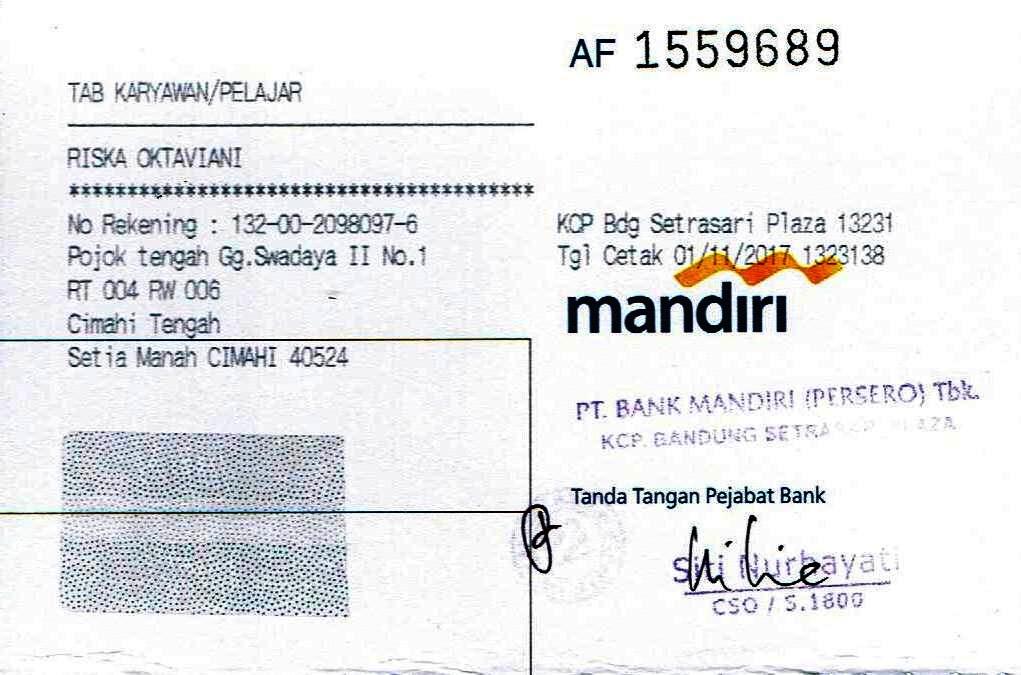 AF 1559689
TAB KARYAWAN/PELAJAR
RISKA OKTAVIANI
****************************************
No Rekening : 132-00-2098097-6
Pojok tengah Gg.Swadaya II No.1
RT 004 RW 006
Cimahi Tengah
Setia Manah CIMAHI 40524
KCP Bdg Setrasari Plaza 13231
Tgl Cetak 01/11/2017 1323138
mandiri
PT. BANK MANDIRI (PERSERO) Tbk.
KCP. BANDUNG SETRASARI PLAZA
Tanda Tangan Pejabat Bank
Siti Nurhayati
CSO / S.1800